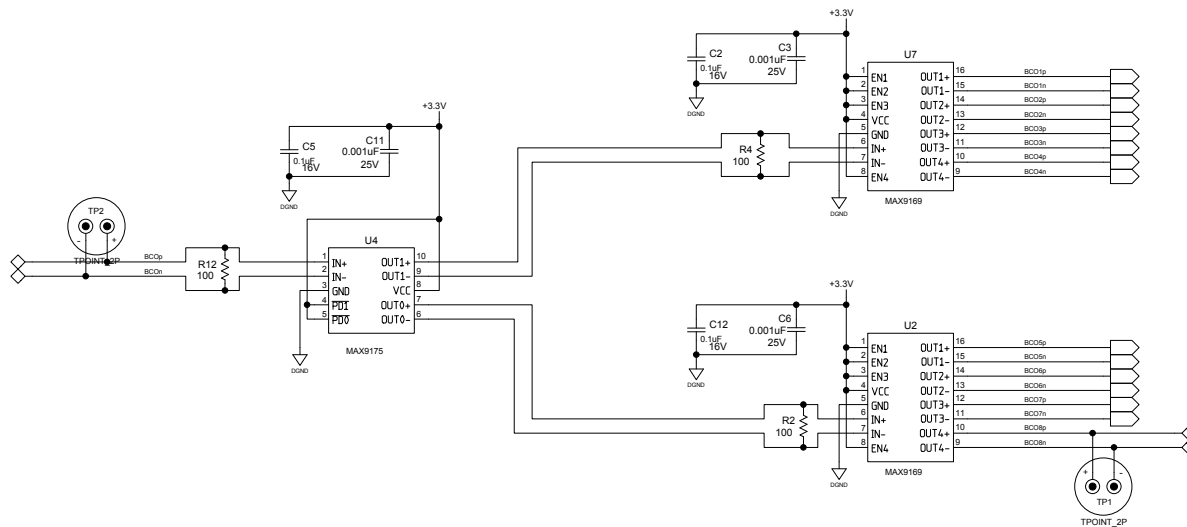 +3.3V
C2
0.1uF
16V
C3
0.001uF
25V
DGND
U7
1 EN1 OUT1+ 16 BCO1p
2 EN2 OUT1- 15 BCO1n
3 EN3 OUT2+ 14 BCO2p
4 VCC OUT2- 13 BCO2n
5 GND OUT3+ 12 BCO3p
6 IN+ OUT3- 11 BCO3n
7 IN- OUT4+ 10 BCO4p
8 EN4 OUT4- 9 BCO4n
MAX9169
DGND
R4
100
+3.3V
C5
0.1uF
16V
C11
0.001uF
25V
DGND
TP2
- +
TPOINT_2P
BCOp
BCOn
R12
100
U4
1 IN+ OUT1+ 10
2 IN- OUT1- 9
3 GND VCC 8
4 PD1 OUT0+ 7
5 PD0 OUT0- 6
MAX9175
DGND
+3.3V
C12
0.1uF
16V
C6
0.001uF
25V
DGND
R2
100
U2
1 EN1 OUT1+ 16 BCO5p
2 EN2 OUT1- 15 BCO5n
3 EN3 OUT2+ 14 BCO6p
4 VCC OUT2- 13 BCO6n
5 GND OUT3+ 12 BCO7p
6 IN+ OUT3- 11 BCO7n
7 IN- OUT4+ 10 BCO8p
8 EN4 OUT4- 9 BCO8n
MAX9169
DGND
+ -
TP1
TPOINT_2P